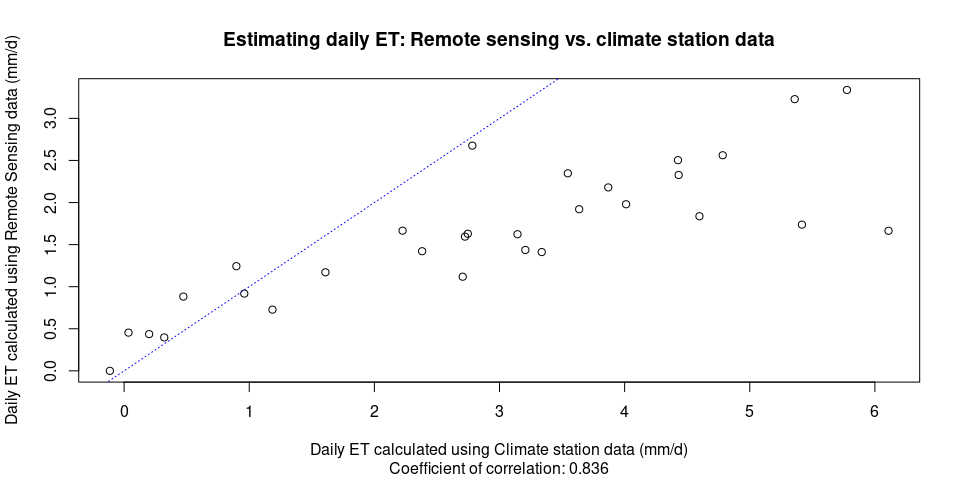 Estimating daily ET: Remote sensing vs. climate station data
Daily ET calculated using Remote Sensing data (mm/d)
3.0
2.5
2.0
1.5
1.0
0.5
0.0
0 1 2 3 4 5 6
Daily ET calculated using Climate station data (mm/d)
Coefficient of correlation: 0.836